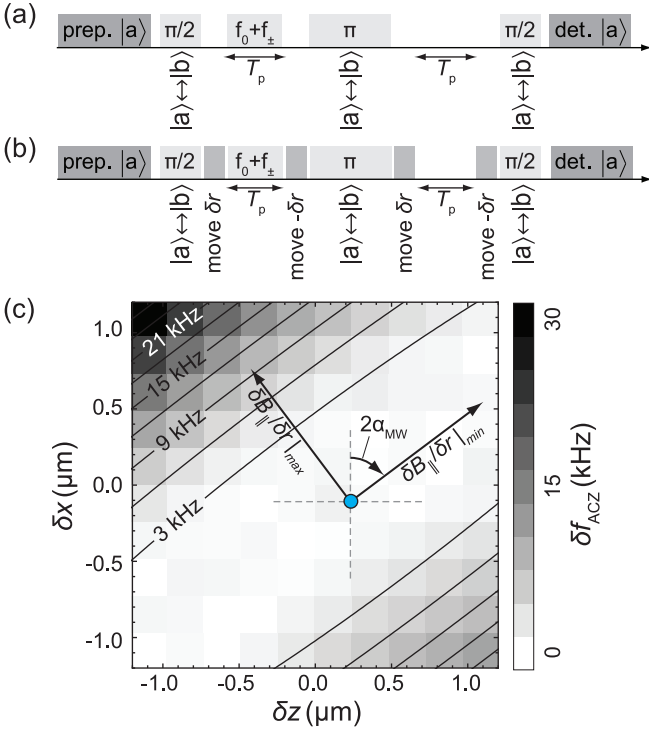 (a)
prep. |a⟩ π/2 f₀+f± π π/2 det. |a⟩
Tₚ Tₚ
|a⟩↔|b⟩ |a⟩↔|b⟩ |a⟩↔|b⟩
(b)
prep. |a⟩ π/2 f₀+f± π π/2 det. |a⟩
Tₚ Tₚ
|a⟩↔|b⟩ move δr move -δr |a⟩↔|b⟩ move δr move -δr |a⟩↔|b⟩
(c)
21 kHz
15 kHz
9 kHz
3 kHz
δB∥/δr |max
2α_MW
δB∥/δr |min
1.0
0.5
0.0
-0.5
-1.0
δx (μm)
-1.0 -0.5 0.0 0.5 1.0
δz (μm)
30
15
0
δf_ACZ (kHz)